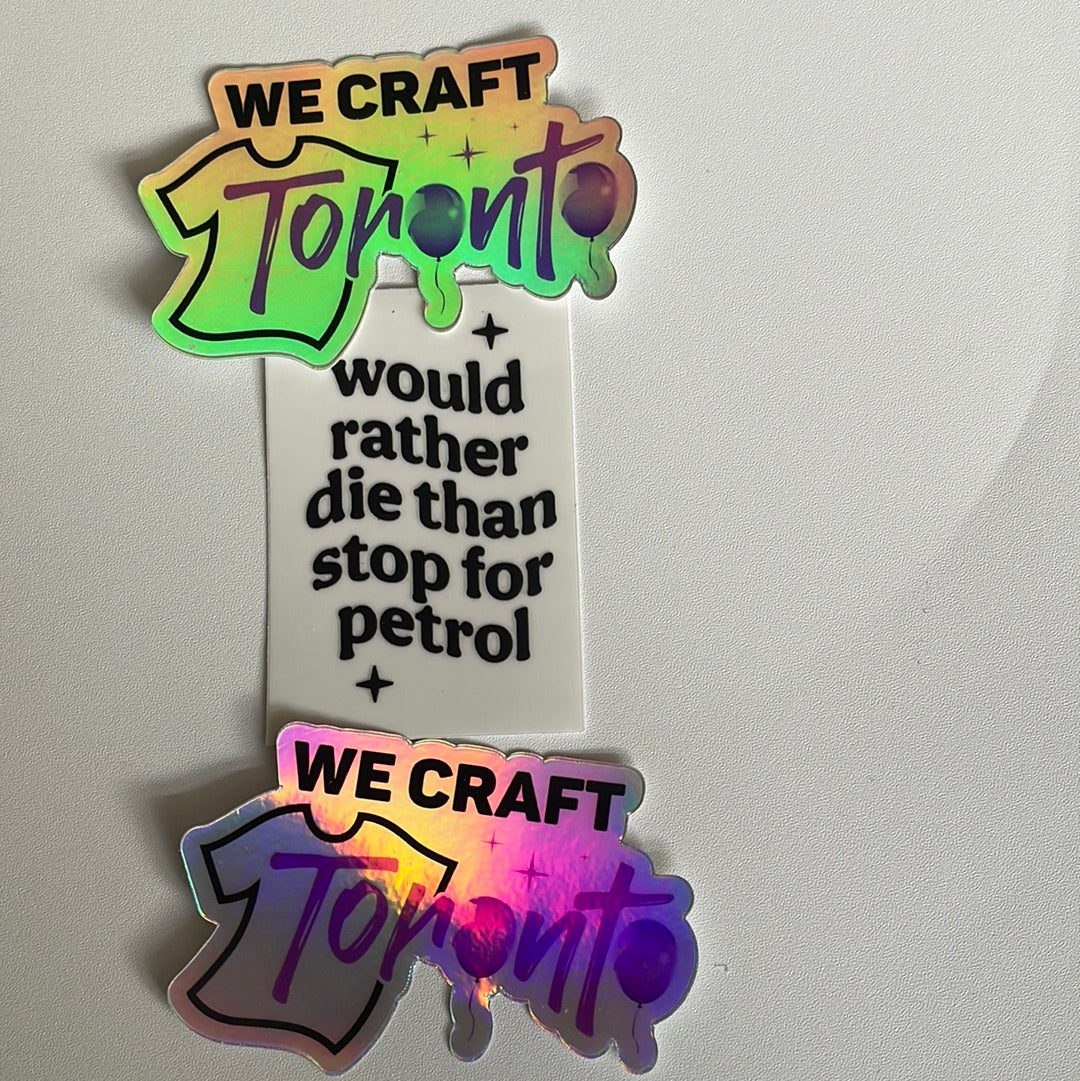 WE CRAFT
Toronto
would
rather
die than
stop for
petrol
WE CRAFT
Toronto